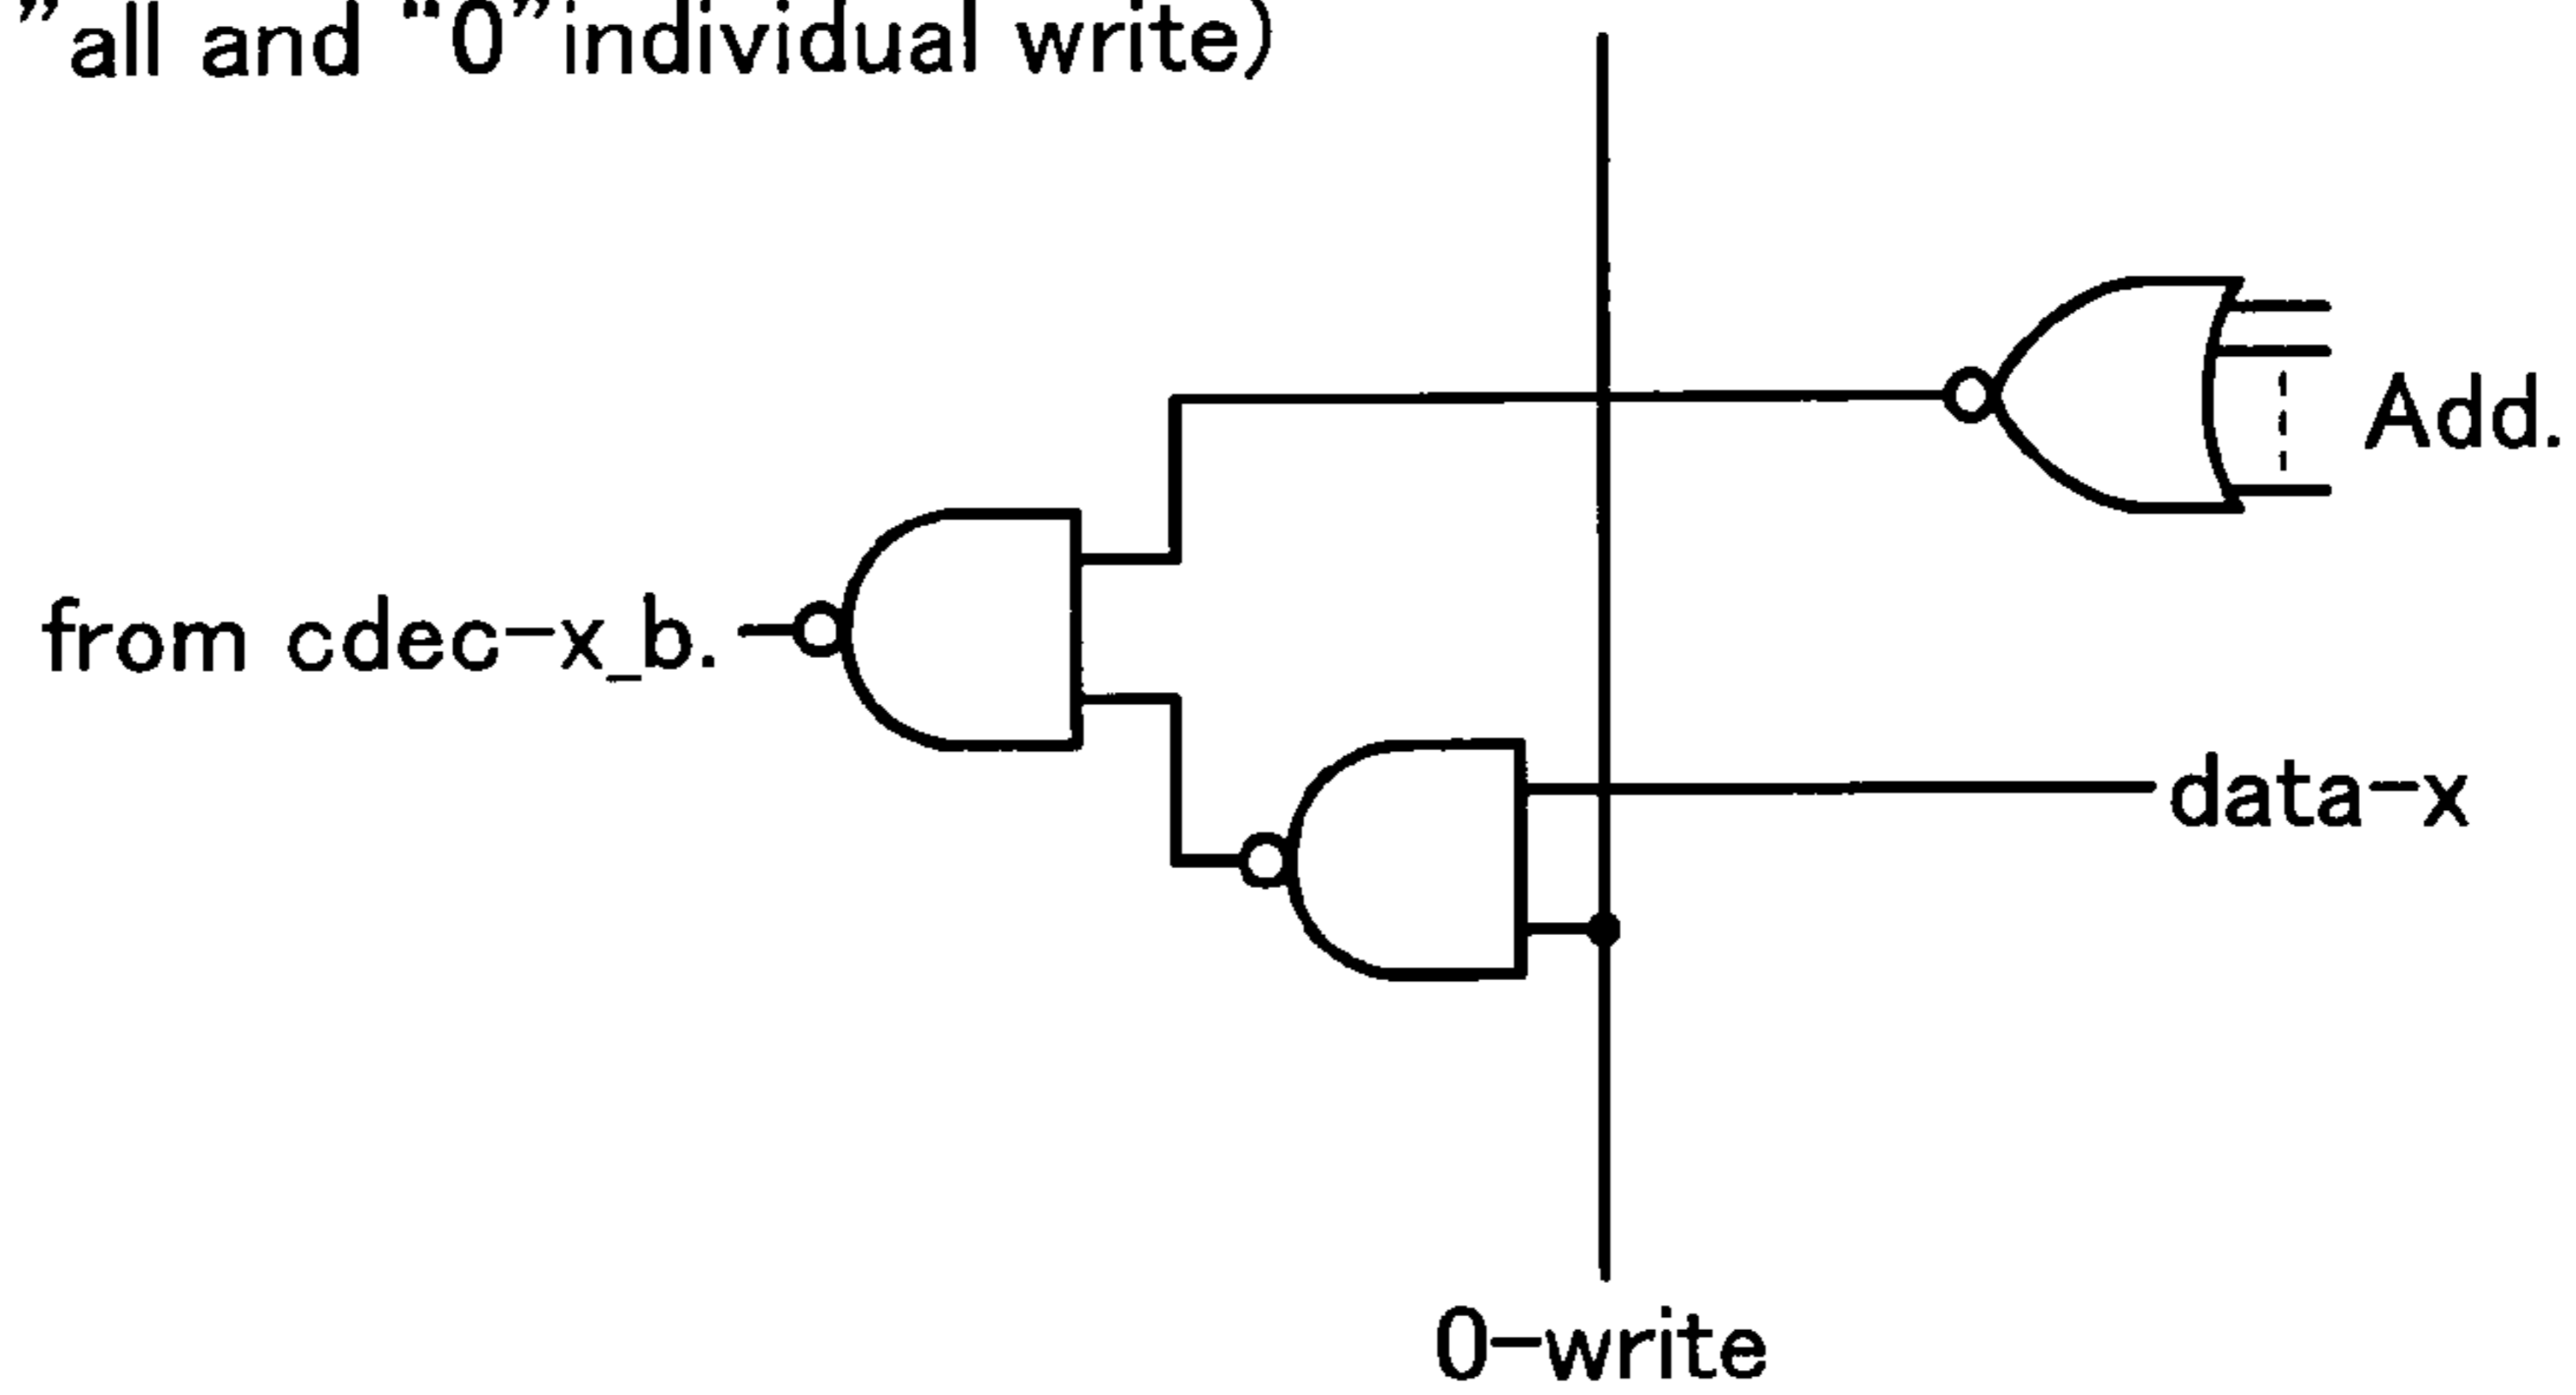 ”all and “0”individual write)
Add.
from cdec-x_b.
data-x
0-write